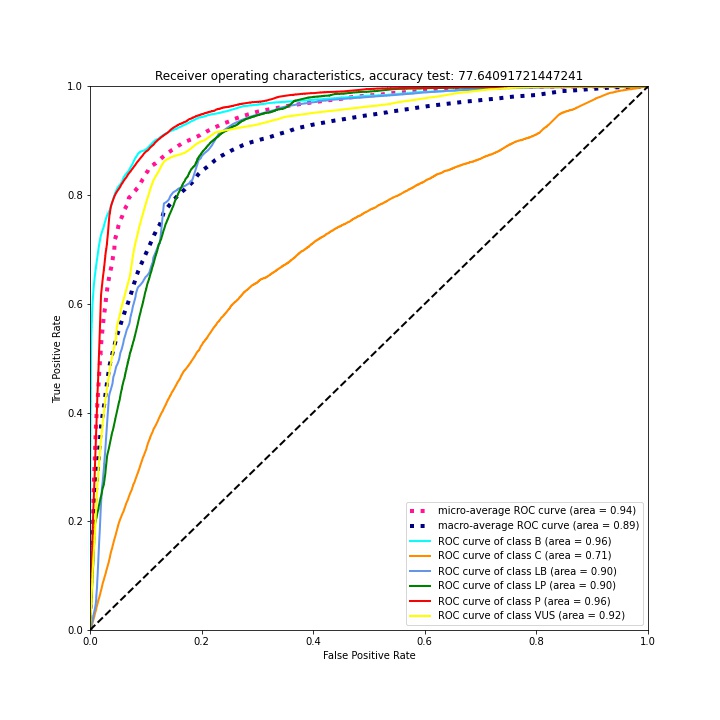 Receiver operating characteristics, accuracy test: 77.64091721447241
1.0
0.8
0.6
0.4
0.2
0.0
True Positive Rate
micro-average ROC curve (area = 0.94)
macro-average ROC curve (area = 0.89)
ROC curve of class B (area = 0.96)
ROC curve of class C (area = 0.71)
ROC curve of class LB (area = 0.90)
ROC curve of class LP (area = 0.90)
ROC curve of class P (area = 0.96)
ROC curve of class VUS (area = 0.92)
0.0 0.2 0.4 0.6 0.8 1.0
False Positive Rate